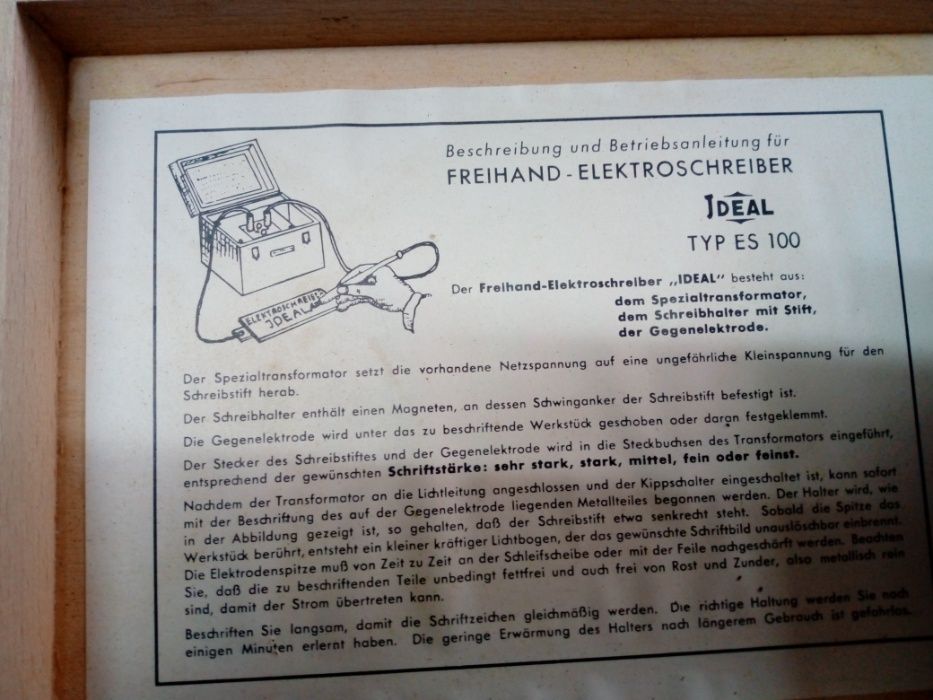 Beschreibung und Betriebsanleitung für
FREIHAND - ELEKTROSCHREIBER
IDEAL
TYP ES 100
Der Freihand-Elektroschreiber „IDEAL" besteht aus:
dem Spezialtransformator,
dem Schreibhalter mit Stift,
der Gegenelektrode.
ELEKTROSCHREIBER
IDEAL
Der Spezialtransformator setzt die vorhandene Netzspannung auf eine ungefährliche Kleinspannung für den
Schreibstift herab.
Der Schreibhalter enthält einen Magneten, an dessen Schwinganker der Schreibstift befestigt ist.
Die Gegenelektrode wird unter das zu beschriftende Werkstück geschoben oder daran festgeklemmt.
Der Stecker des Schreibstiftes und der Gegenelektrode wird in die Steckbuchsen des Transformators eingeführt,
entsprechend der gewünschten Schriftstärke: sehr stark, stark, mittel, fein oder feinst.
Nachdem der Transformator an die Lichtleitung angeschlossen und der Kippschalter eingeschaltet ist, kann sofort
mit der Beschriftung des auf der Gegenelektrode liegenden Metallteiles begonnen werden. Der Halter wird, wie
in der Abbildung gezeigt ist, so gehalten, daß der Schreibstift etwa senkrecht steht. Sobald die Spitze das
Werkstück berührt, entsteht ein kleiner kräftiger Lichtbogen, der das gewünschte Schriftbild unauslöschbar einbrennt.
Die Elektrodenspitze muß von Zeit zu Zeit an der Schleifscheibe oder mit der Feile nachgeschärft werden. Beachten
Sie, daß die zu beschriftenden Teile unbedingt fettfrei und auch frei von Rost und Zunder, also metallisch rein
sind, damit der Strom übertreten kann.
Beschriften Sie langsam, damit die Schriftzeichen gleichmäßig werden. Die richtige Haltung werden Sie nach
einigen Minuten erlernt haben. Die geringe Erwärmung des Halters nach längerem Gebrauch ist gefahrlos.